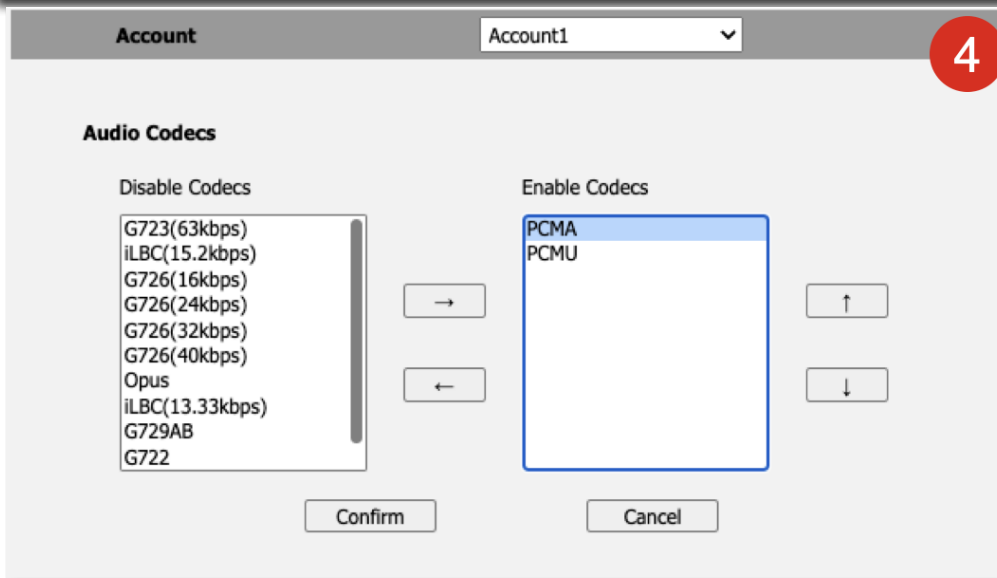 Account
Account1
4
Audio Codecs
Disable Codecs
Enable Codecs
G723(63kbps)
iLBC(15.2kbps)
G726(16kbps)
G726(24kbps)
G726(32kbps)
G726(40kbps)
Opus
iLBC(13.33kbps)
G729AB
G722
→
←
PCMA
PCMU
↑
↓
Confirm
Cancel